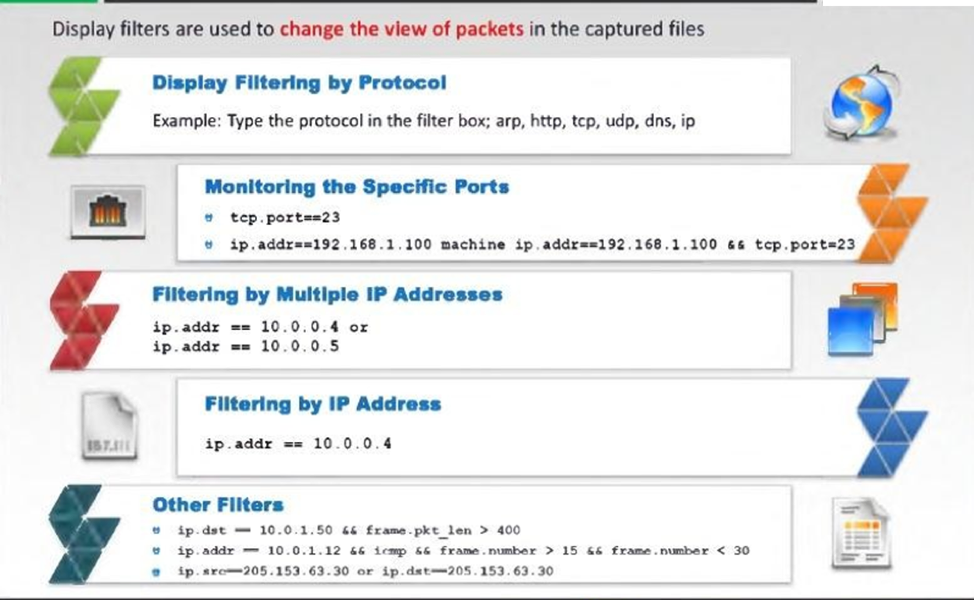 Display filters are used to change the view of packets in the captured files
Display Filtering by Protocol
Example: Type the protocol in the filter box; arp, http, tcp, udp, dns, ip
Monitoring the Specific Ports
tcp.port==23
ip.addr==192.168.1.100 machine ip.addr==192.168.1.100 && tcp.port=23
Filtering by Multiple IP Addresses
ip.addr == 10.0.0.4 or
ip.addr == 10.0.0.5
Filtering by IP Address
ip.addr == 10.0.0.4
Other Filters
ip.dst == 10.0.1.50 && frame.pkt_len > 400
ip.addr == 10.0.1.12 && icmp && frame.number > 15 && frame.number < 30
ip.src==205.153.63.30 or ip.dst==205.153.63.30